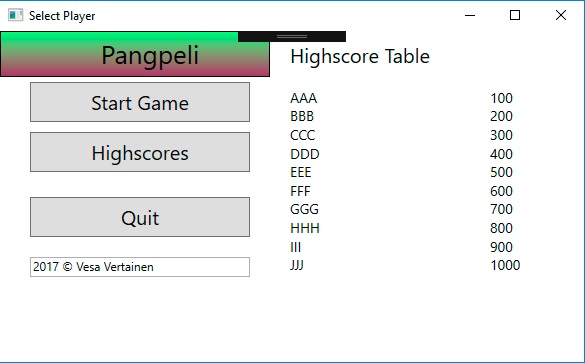 Select Player
Pangpeli
Start Game
Highscores
Quit
2017 © Vesa Vertainen
Highscore Table
AAA 100
BBB 200
CCC 300
DDD 400
EEE 500
FFF 600
GGG 700
HHH 800
III 900
JJJ 1000